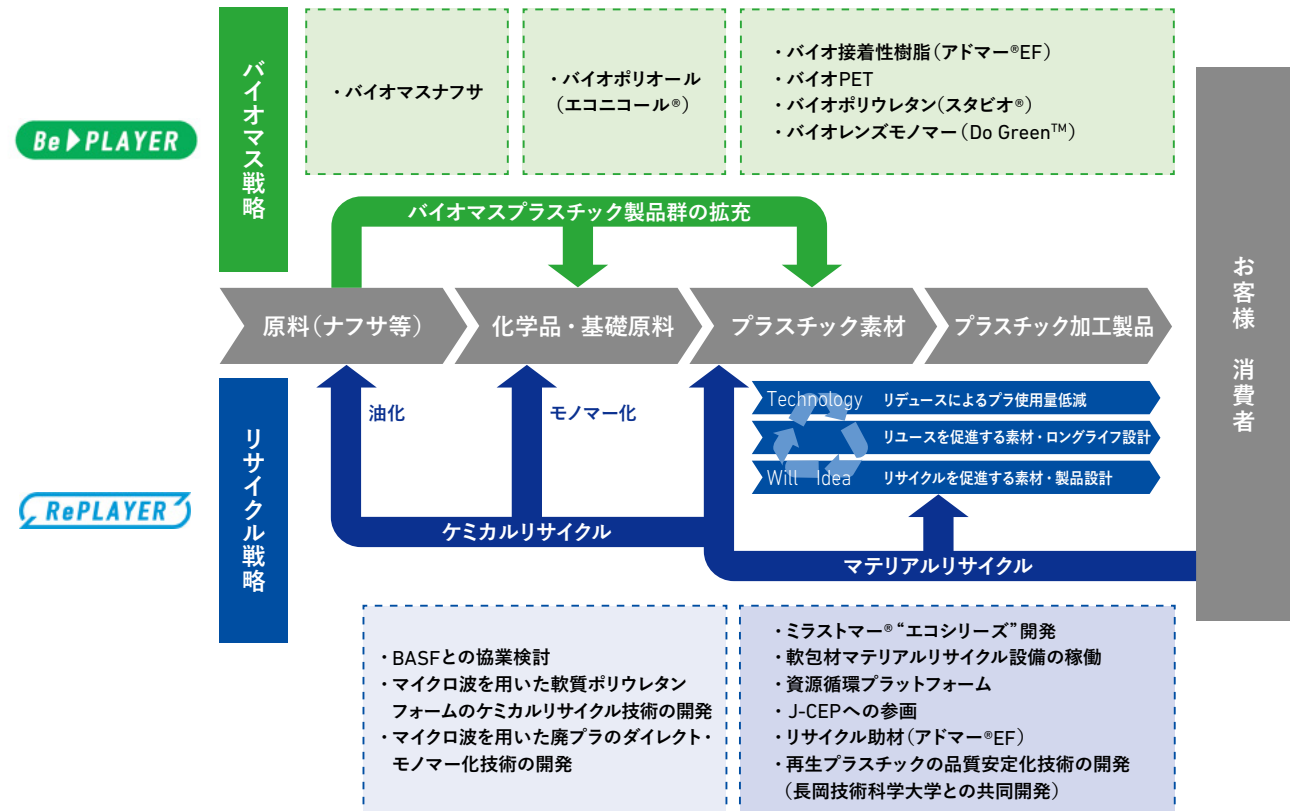 Be PLAYER
バイオマス戦略
・バイオマスナフサ
・バイオポリオール
(エコニコール®)
・バイオ接着性樹脂(アドマー®EF)
・バイオPET
・バイオポリウレタン(スタビオ®)
・バイオレンズモノマー(Do Green™)
バイオマスプラスチック製品群の拡充
原料(ナフサ等)
化学品・基礎原料
プラスチック素材
プラスチック加工製品
お客様 消費者
RePLAYER
リサイクル戦略
油化
モノマー化
Technology
リデュースによるプラ使用量低減
リユースを促進する素材・ロングライフ設計
Will Idea
リサイクルを促進する素材・製品設計
ケミカルリサイクル
マテリアルリサイクル
・BASFとの協業検討
・マイクロ波を用いた軟質ポリウレタン
フォームのケミカルリサイクル技術の開発
・マイクロ波を用いた廃プラのダイレクト・
モノマー化技術の開発
・ミラストマー®“エコシリーズ”開発
・軟包材マテリアルリサイクル設備の稼働
・資源循環プラットフォーム
・J-CEPへの参画
・リサイクル助材(アドマー®EF)
・再生プラスチックの品質安定化技術の開発
(長岡技術科学大学との共同開発)